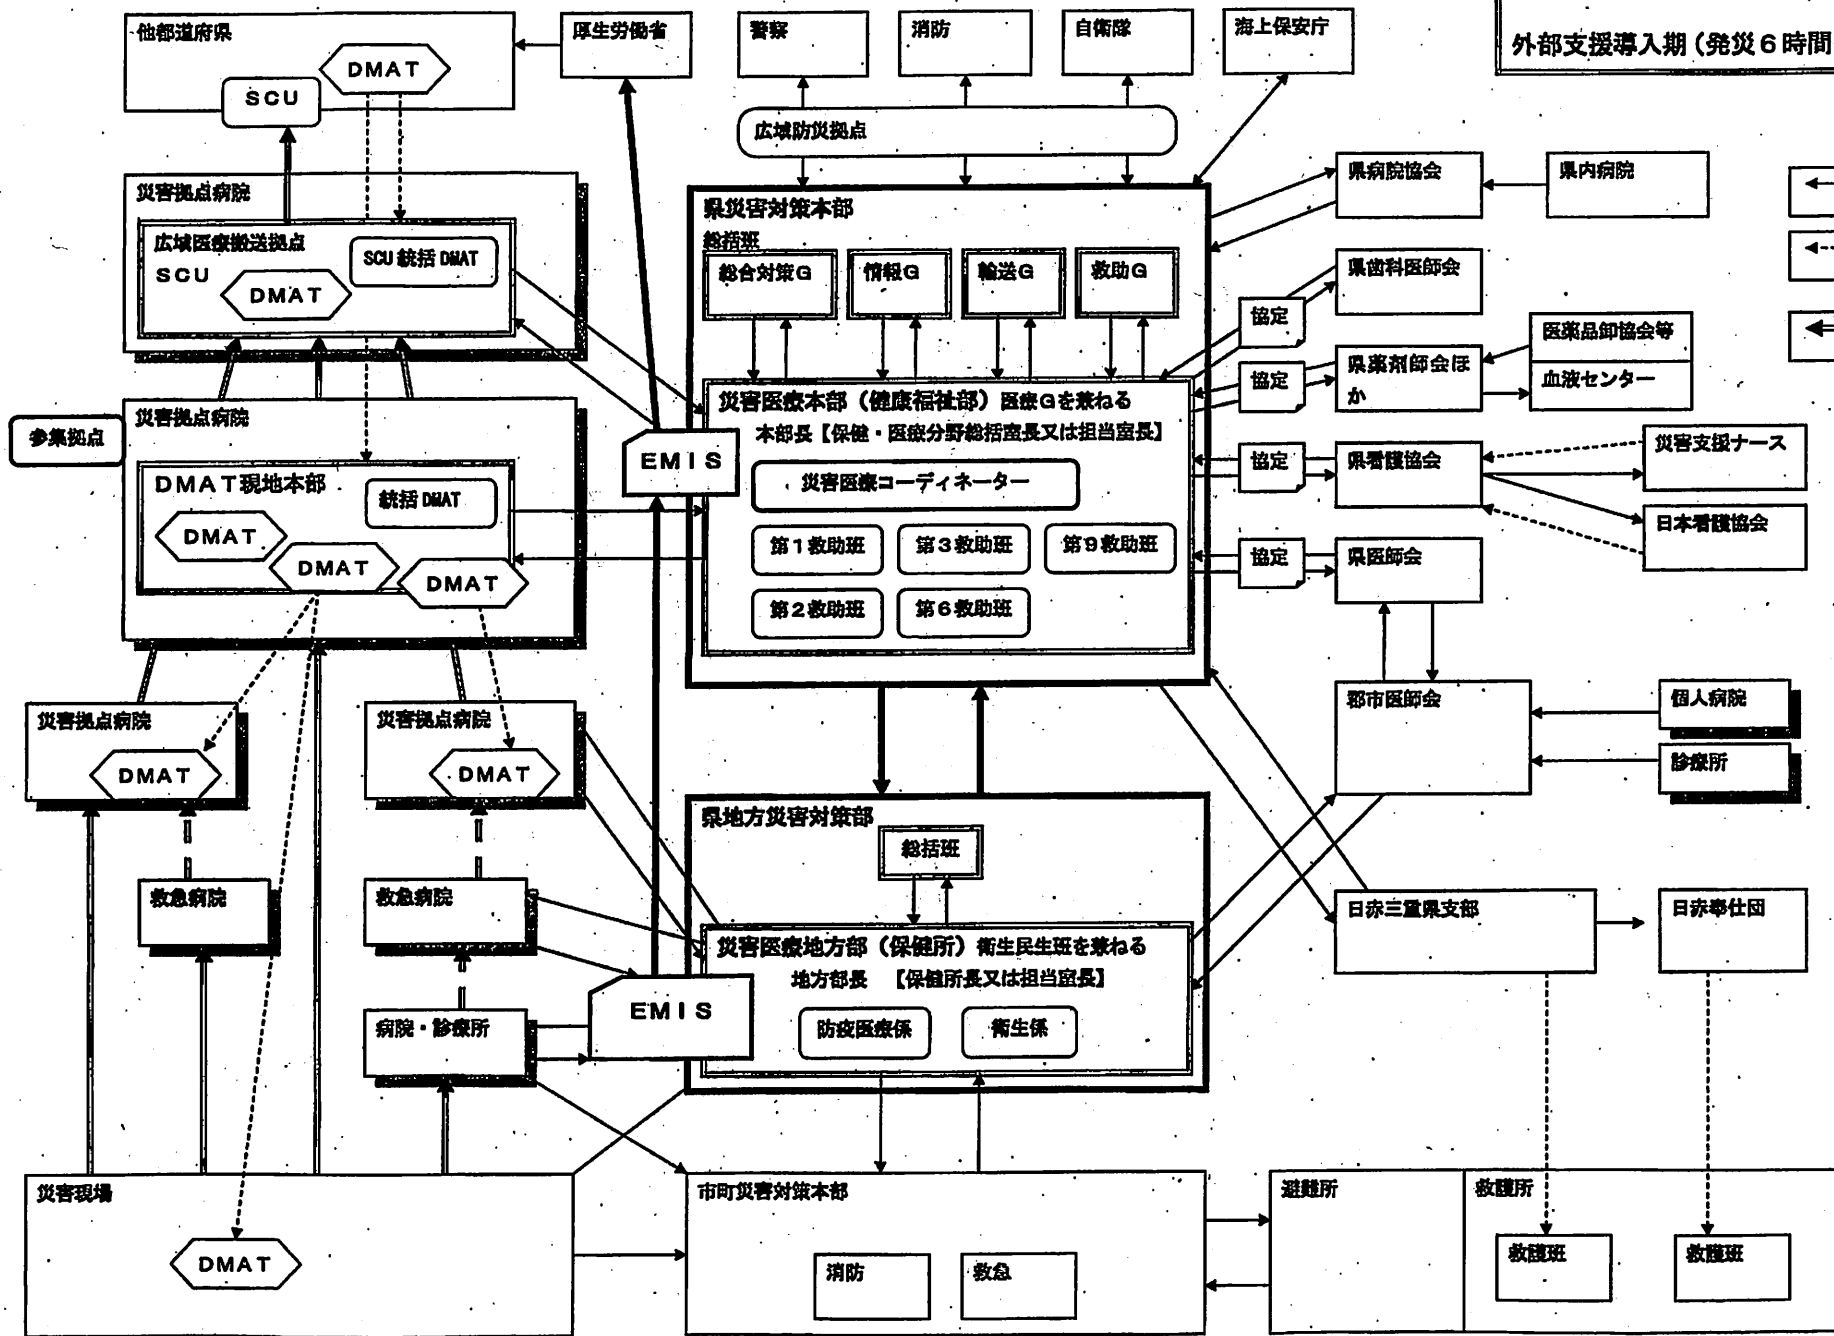 他都道府県
DMAT
SCU
厚生労働省
警察
消防
自衛隊
海上保安庁
外部支援導入期(発災6時間
広域防災拠点
災害拠点病院
広域医療搬送拠点
SCU
SCU統括DMAT
DMAT
県災害対策本部
総括班
総合対策G
情報G
輸送G
救助G
県病院協会
県内病院
県歯科医師会
協定
医薬品卸協会等
血液センター
県薬剤師会ほか
協定
参集拠点
災害拠点病院
DMAT現地本部
統括DMAT
DMAT
DMAT
DMAT
EMIS
災害医療本部(健康福祉部)医療Gを兼ねる
本部長【保健・医療分野総括室長又は担当室長】
災害医療コーディネーター
第1救助班
第3救助班
第9救助班
第2救助班
第6救助班
協定
県看護協会
災害支援ナース
日本看護協会
協定
県医師会
災害拠点病院
DMAT
災害拠点病院
DMAT
郡市医師会
個人病院
診療所
県地方災害対策部
総括班
救急病院
救急病院
災害医療地方部(保健所)衛生民生班を兼ねる
地方部長 【保健所長又は担当室長】
防疫医療係
衛生係
EMIS
病院・診療所
日赤三重県支部
日赤奉仕団
災害現場
DMAT
市町災害対策本部
消防
救急
避難所
救護所
救護班
救護班